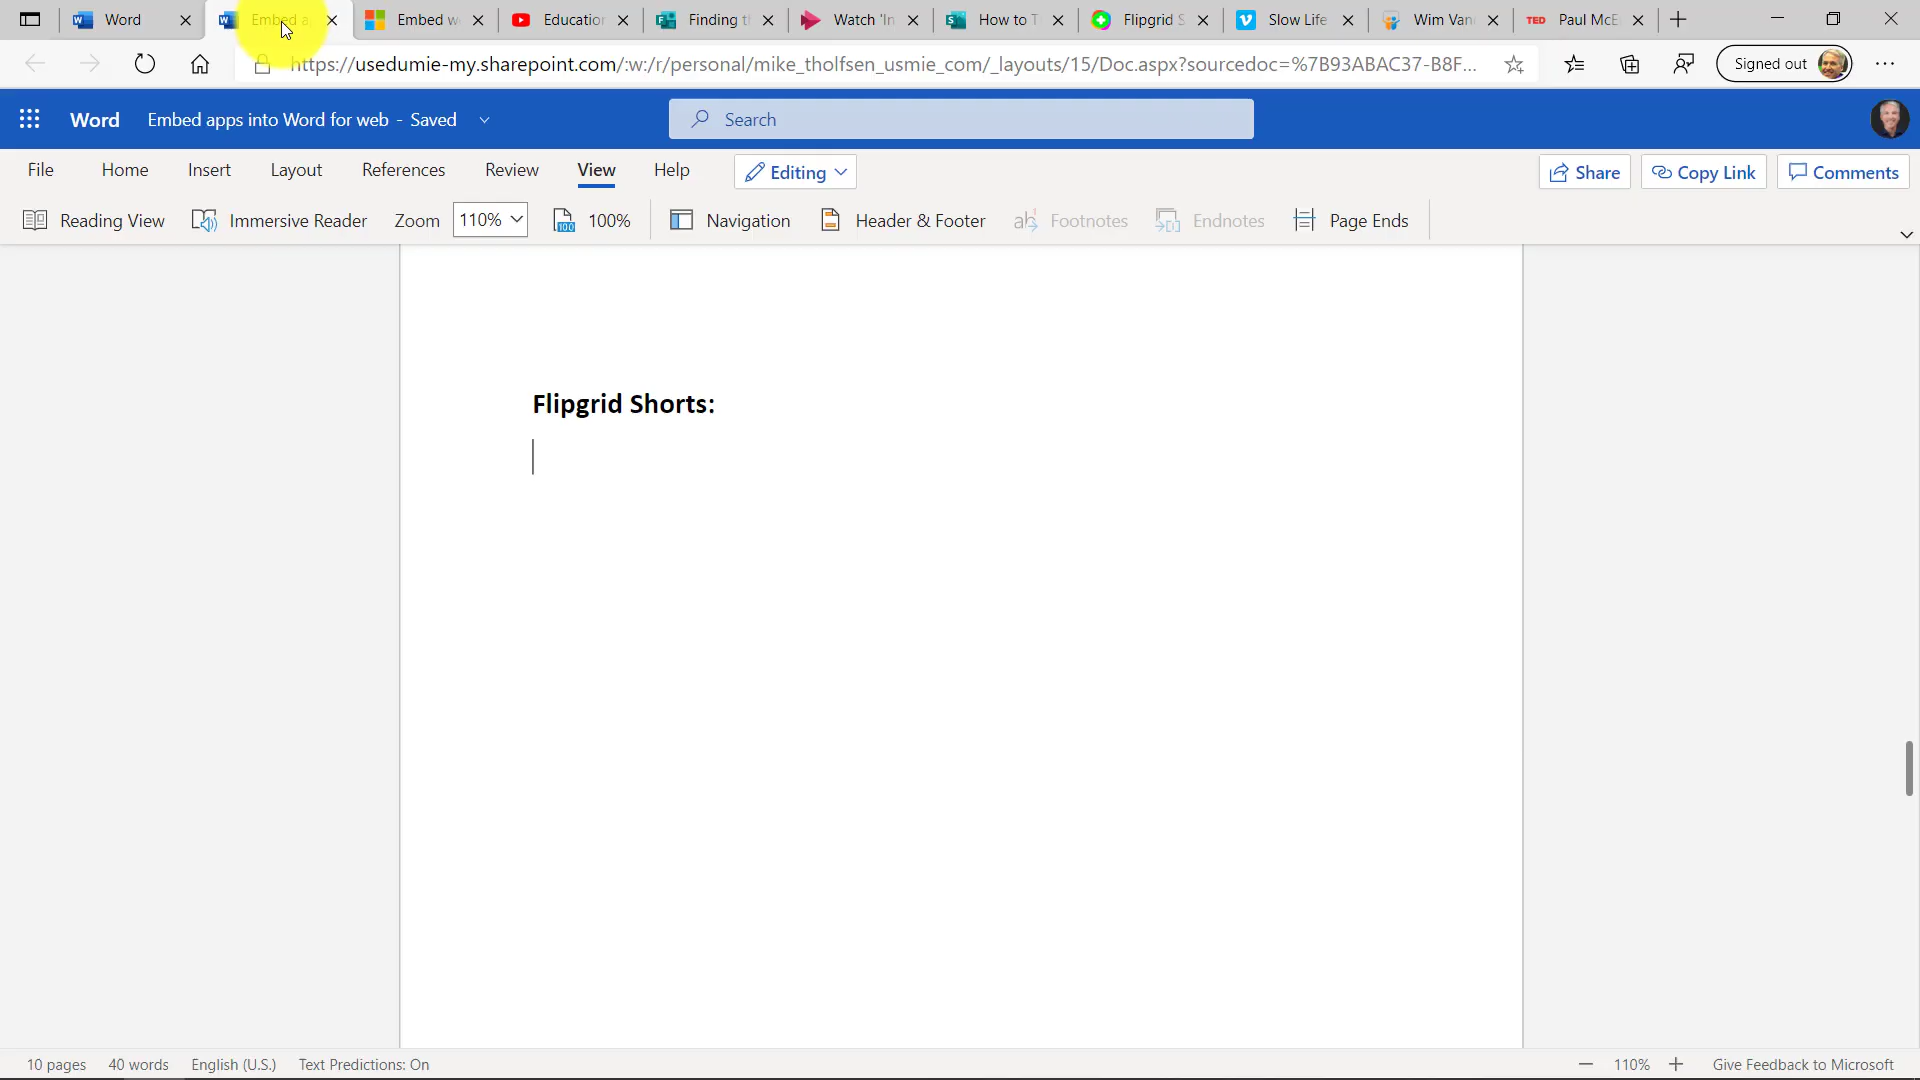 Word
Embed a
Embed w
Education
Finding t
Watch 'In
How to T
Flipgrid S
Slow Life
Wim Van
TED Paul McE
https://usedumie-my.sharepoint.com/:w:/r/personal/mike_tholfsen_usmie_com/_layouts/15/Doc.aspx?sourcedoc=%7B93ABAC37-B8F...
Signed out
Word Embed apps into Word for web - Saved
Search
File Home Insert Layout References Review View Help Editing Share Copy Link Comments
Reading View Immersive Reader Zoom 110% 100% Navigation Header & Footer ab Footnotes Endnotes Page Ends
Flipgrid Shorts:
10 pages 40 words English (U.S.) Text Predictions: On 110% Give Feedback to Microsoft